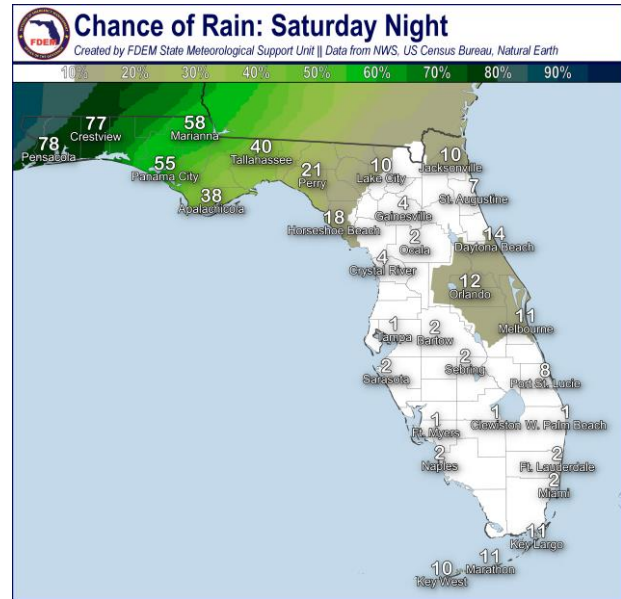 FDEM
Chance of Rain: Saturday Night
Created by FDEM State Meteorological Support Unit || Data from NWS, US Census Bureau, Natural Earth
10% 20% 30% 40% 50% 60% 70% 80% 90%
78
Pensacola
77
Crestview
58
Marianna
55
Panama City
40
Tallahassee
38
Apalachicola
21
Perry
10
Lake City
10
Jacksonville
7
St. Augustine
18
Horseshoe Beach
4
Gainesville
2
Ocala
14
Daytona Beach
4
Crystal River
12
Orlando
11
Melbourne
1
Tampa
2
Bartow
2
Sebring
2
Sarasota
8
Port St. Lucie
1
Ft. Myers
1
Clewiston
1
W. Palm Beach
2
Naples
2
Ft. Lauderdale
2
Miami
11
Key Largo
11
Marathon
10
Key West